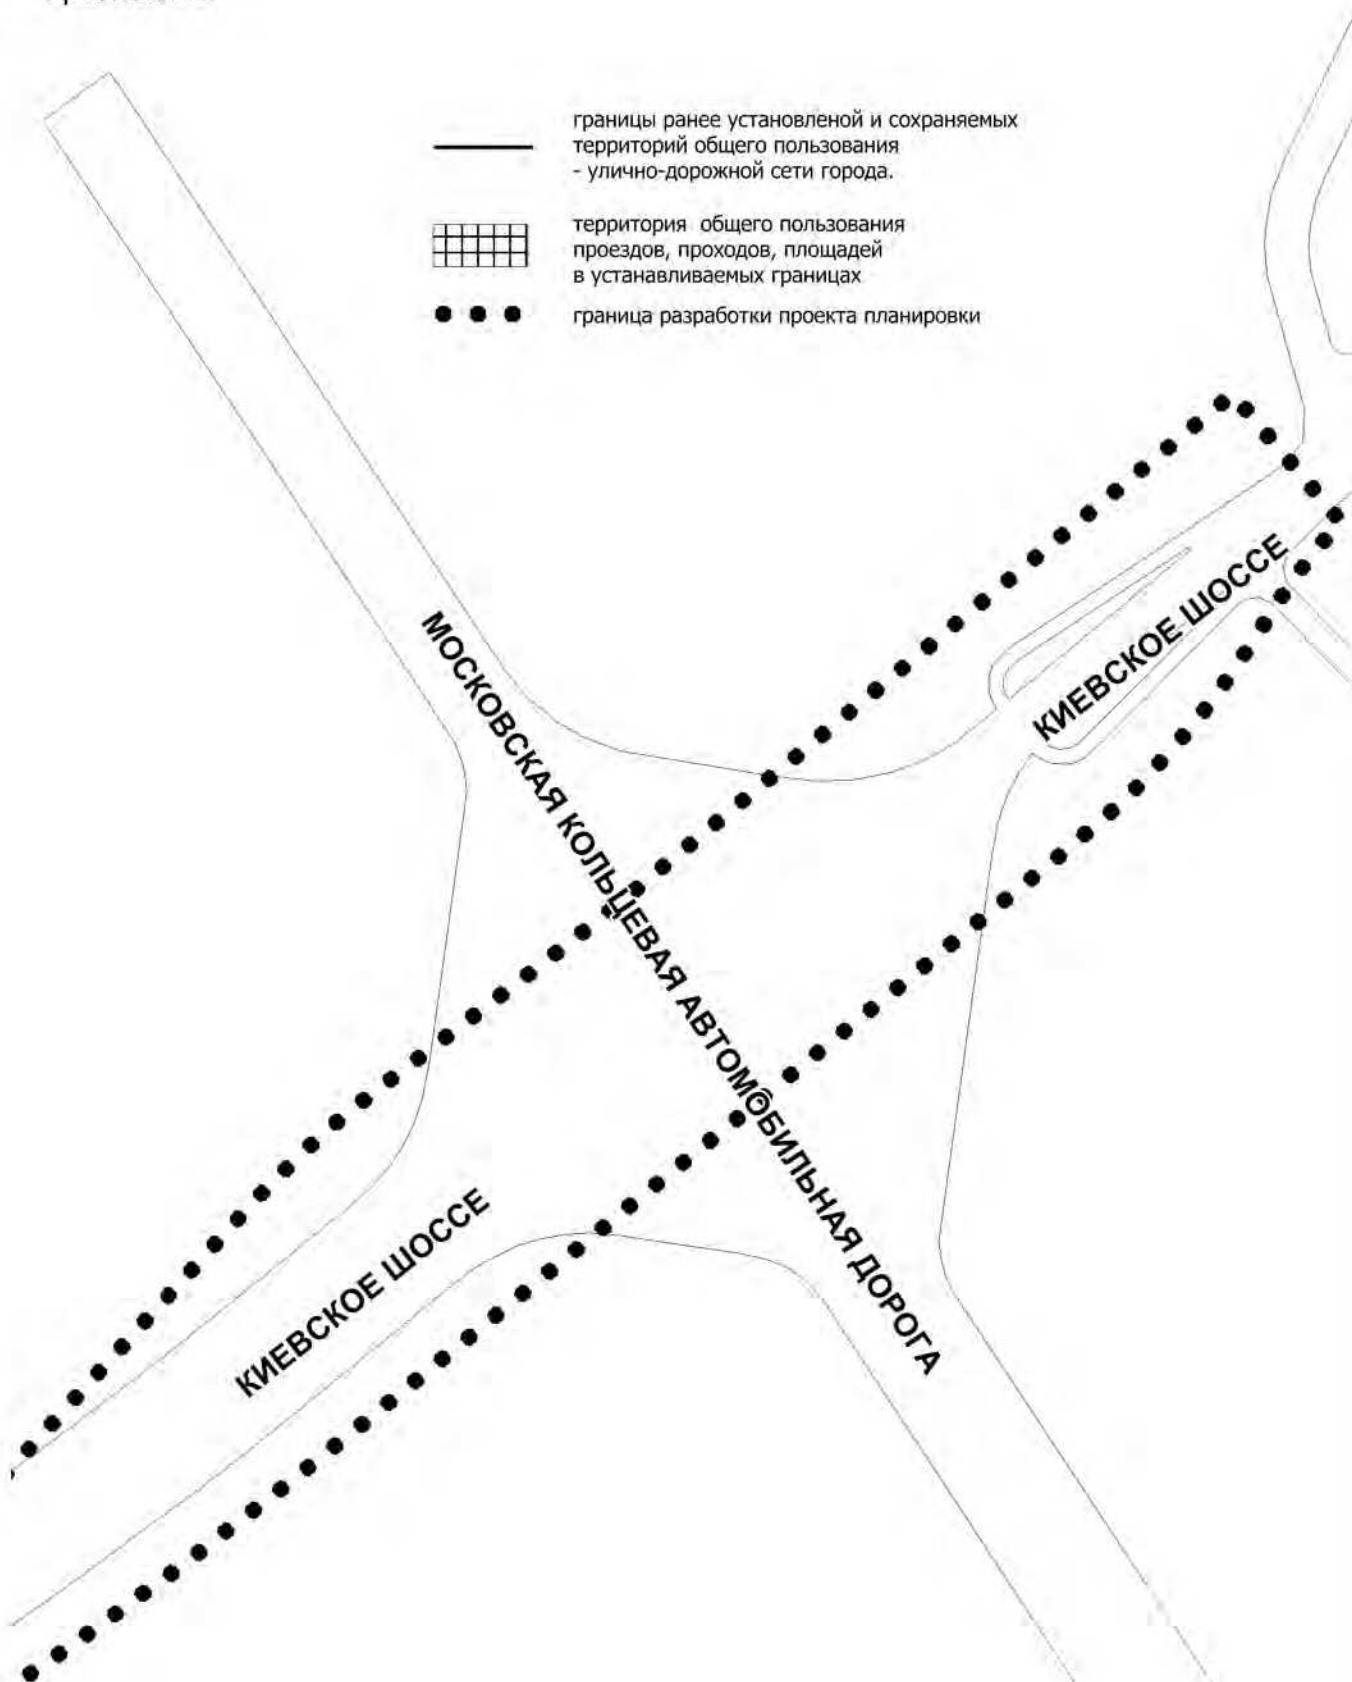 границы ранее установленой и сохраняемых
территорий общего пользования
- улично-дорожной сети города.
территория общего пользования
проездов, проходов, площадей
в устанавливаемых границах
граница разработки проекта планировки
КИЕВСКОЕ ШОССЕ
МОСКОВСКАЯ КОЛЬЦЕВАЯ АВТОМОБИЛЬНАЯ ДОРОГА
КИЕВСКОЕ ШОССЕ